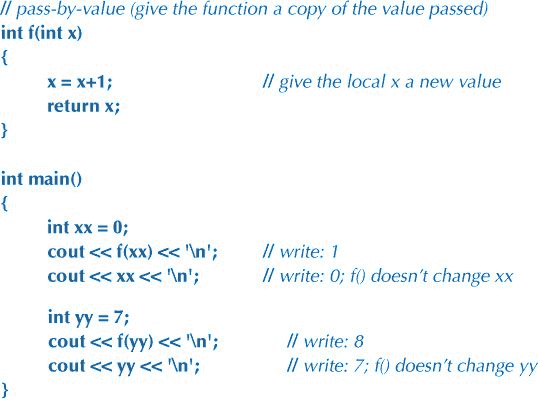 // pass-by-value (give the function a copy of the value passed)
int f(int x)
{
x = x+1; // give the local x a new value
return x;
}
int main()
{
int xx = 0;
cout << f(xx) << '\n'; // write: 1
cout << xx << '\n'; // write: 0; f() doesn’t change xx
int yy = 7;
cout << f(yy) << '\n'; // write: 8
cout << yy << '\n'; // write: 7; f() doesn’t change yy
}